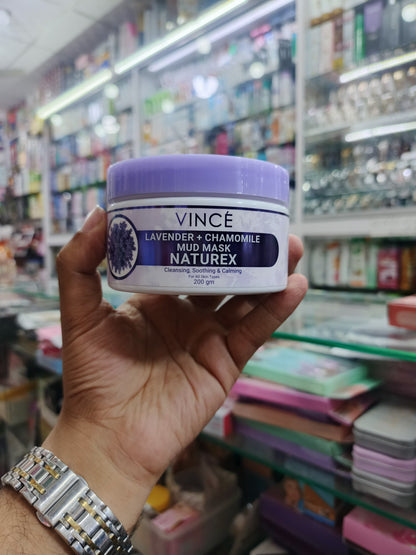 VINCÉ
LAVENDER + CHAMOMILE
MUD MASK
NATUREX
Cleansing, Soothing & Calming
For All Skin Types
200 gm